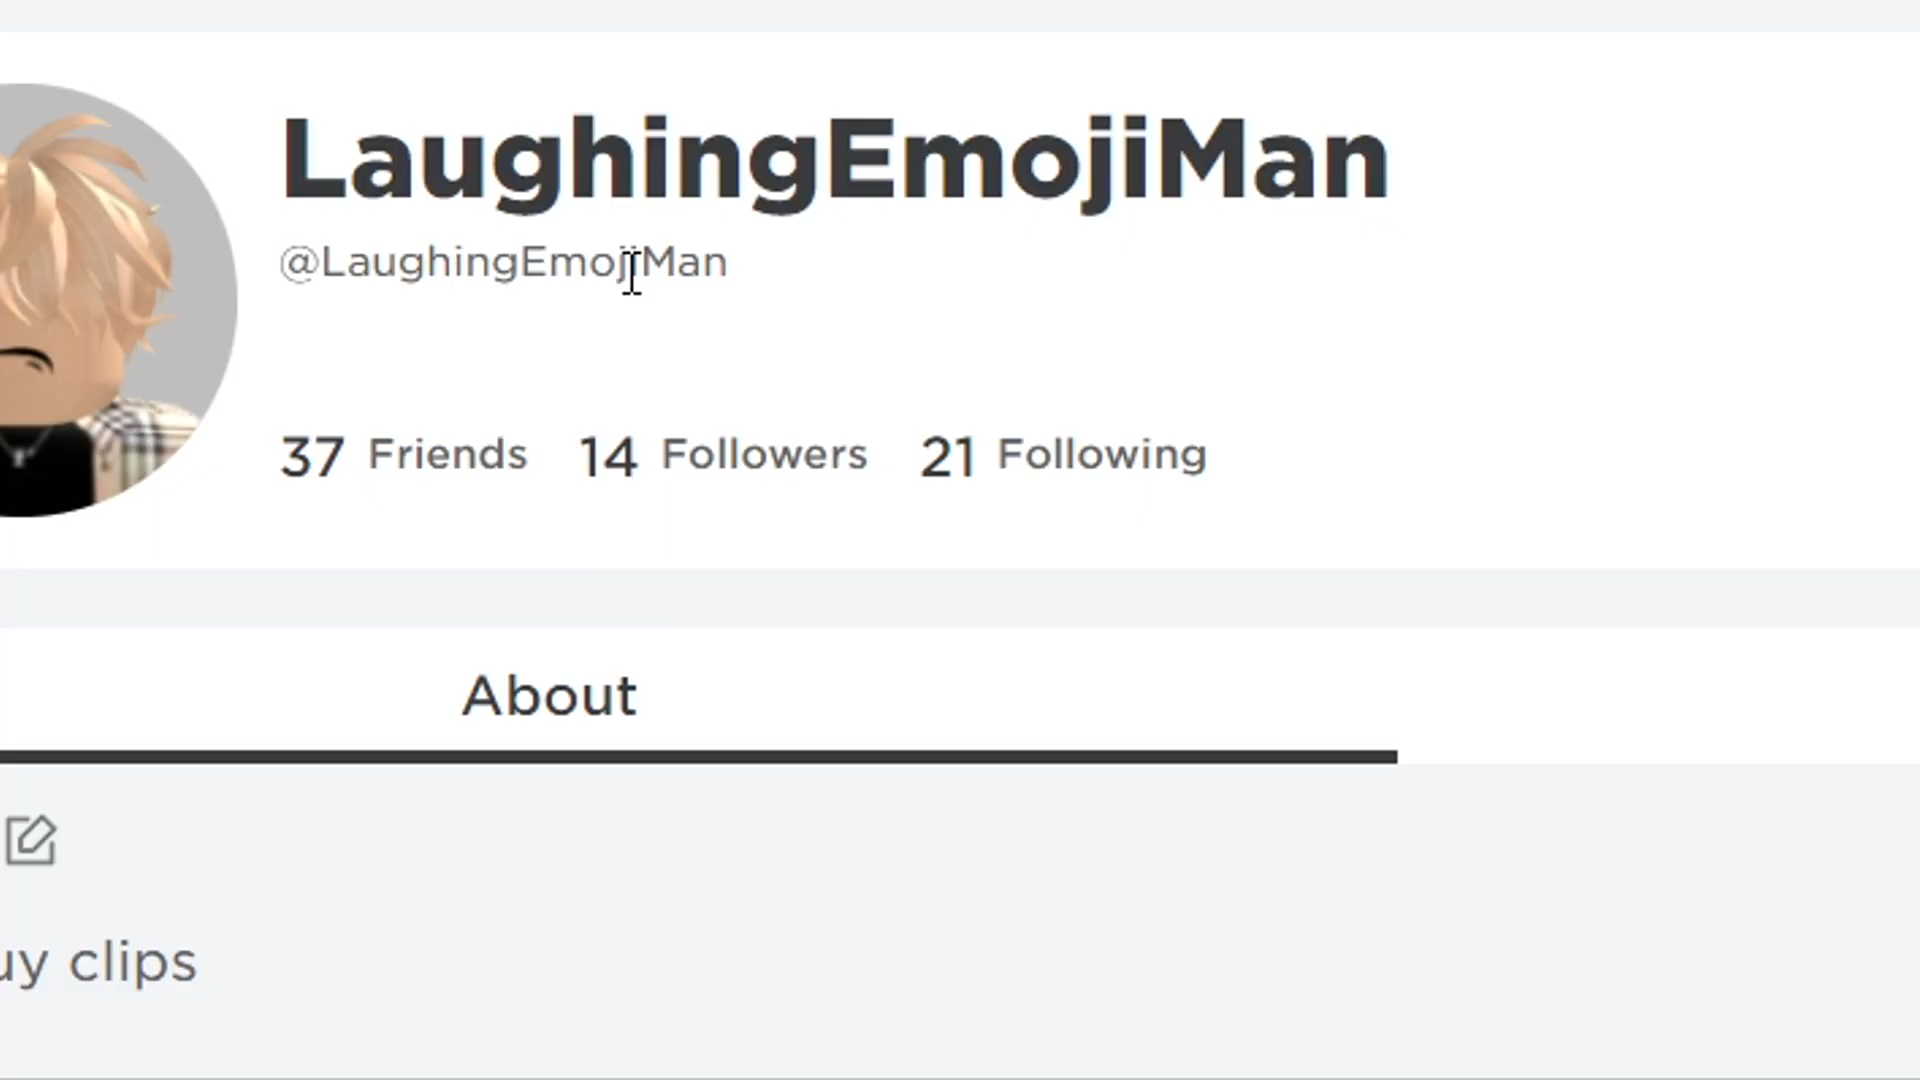 LaughingEmojiMan
@LaughingEmojiMan
37 Friends 14 Followers 21 Following
About
clips